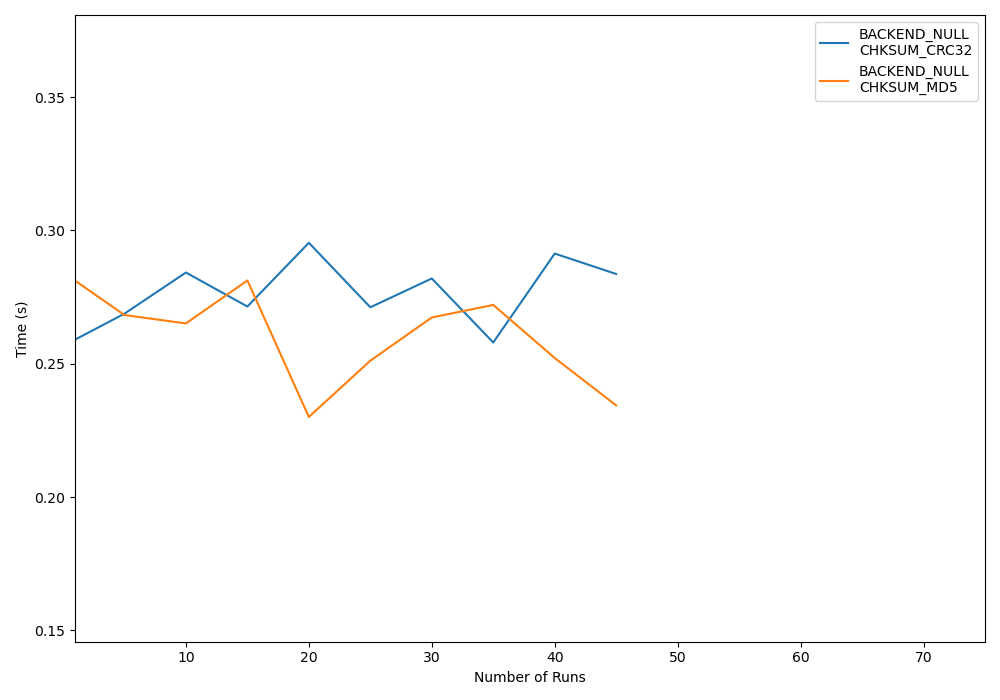 BACKEND_NULL
CHKSUM_CRC32
BACKEND_NULL
CHKSUM_MD5
0.35
0.30
0.25
0.20
0.15
Time (s)
10 20 30 40 50 60 70
Number of Runs